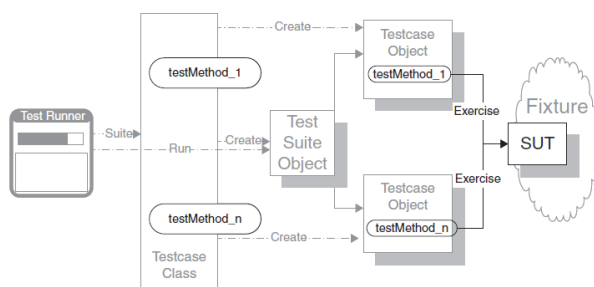 Create
Testcase
Object
testMethod_1
testMethod_1
Exercise
Fixture
Test Runner
Suite
Create
Test
Suite
Object
SUT
Run
Exercise
Testcase
Object
testMethod_n
testMethod_n
Create
Testcase
Class